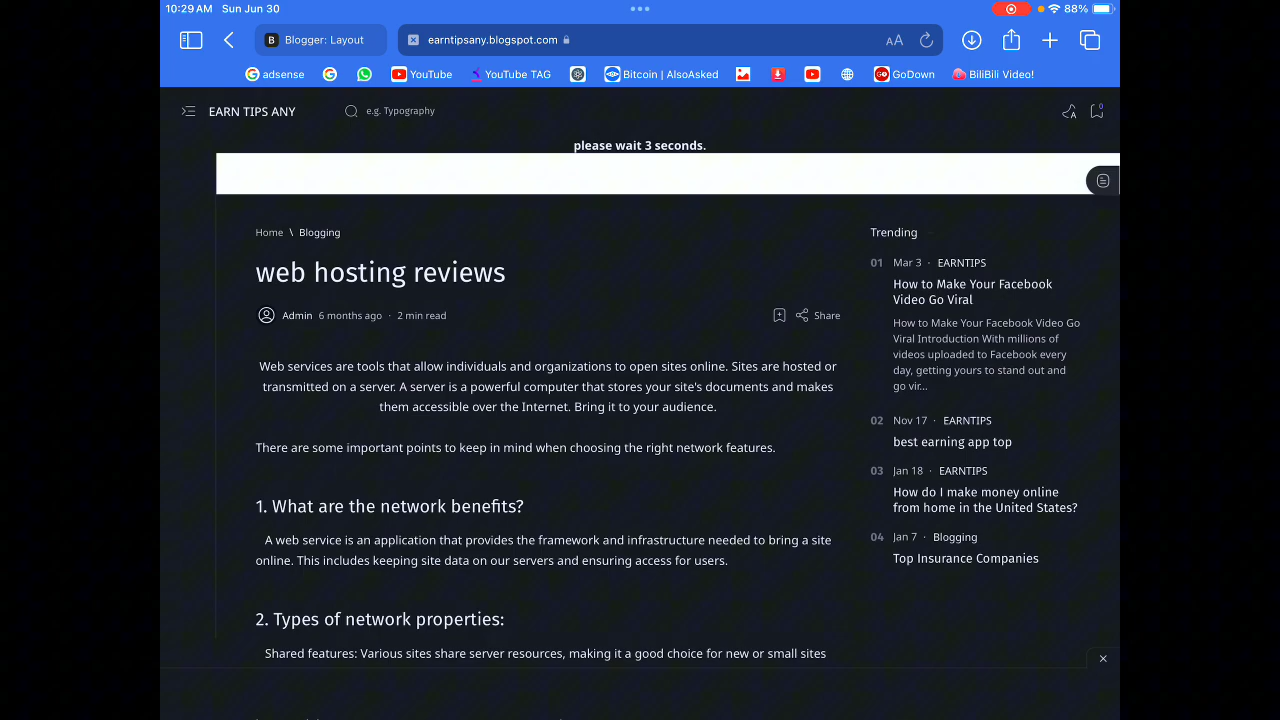 10:29 AM Sun Jun 30
88%
Blogger: Layout
earntipsany.blogspot.com
AA
adsense
YouTube
YouTube TAG
Bitcoin | AlsoAsked
GoDown
BiliBili Video!
EARN TIPS ANY
e.g. Typography
0
please wait 3 seconds.
Home \ Blogging
web hosting reviews
Admin 6 months ago · 2 min read
Share
Web services are tools that allow individuals and organizations to open sites online. Sites are hosted or
transmitted on a server. A server is a powerful computer that stores your site's documents and makes
them accessible over the Internet. Bring it to your audience.
There are some important points to keep in mind when choosing the right network features.
1. What are the network benefits?
A web service is an application that provides the framework and infrastructure needed to bring a site
online. This includes keeping site data on our servers and ensuring access for users.
2. Types of network properties:
Shared features: Various sites share server resources, making it a good choice for new or small sites
Trending
01 Mar 3 · EARNTIPS
How to Make Your Facebook
Video Go Viral
How to Make Your Facebook Video Go
Viral Introduction With millions of
videos uploaded to Facebook every
day, getting yours to stand out and
go vir...
02 Nov 17 · EARNTIPS
best earning app top
03 Jan 18 · EARNTIPS
How do I make money online
from home in the United States?
04 Jan 7 · Blogging
Top Insurance Companies